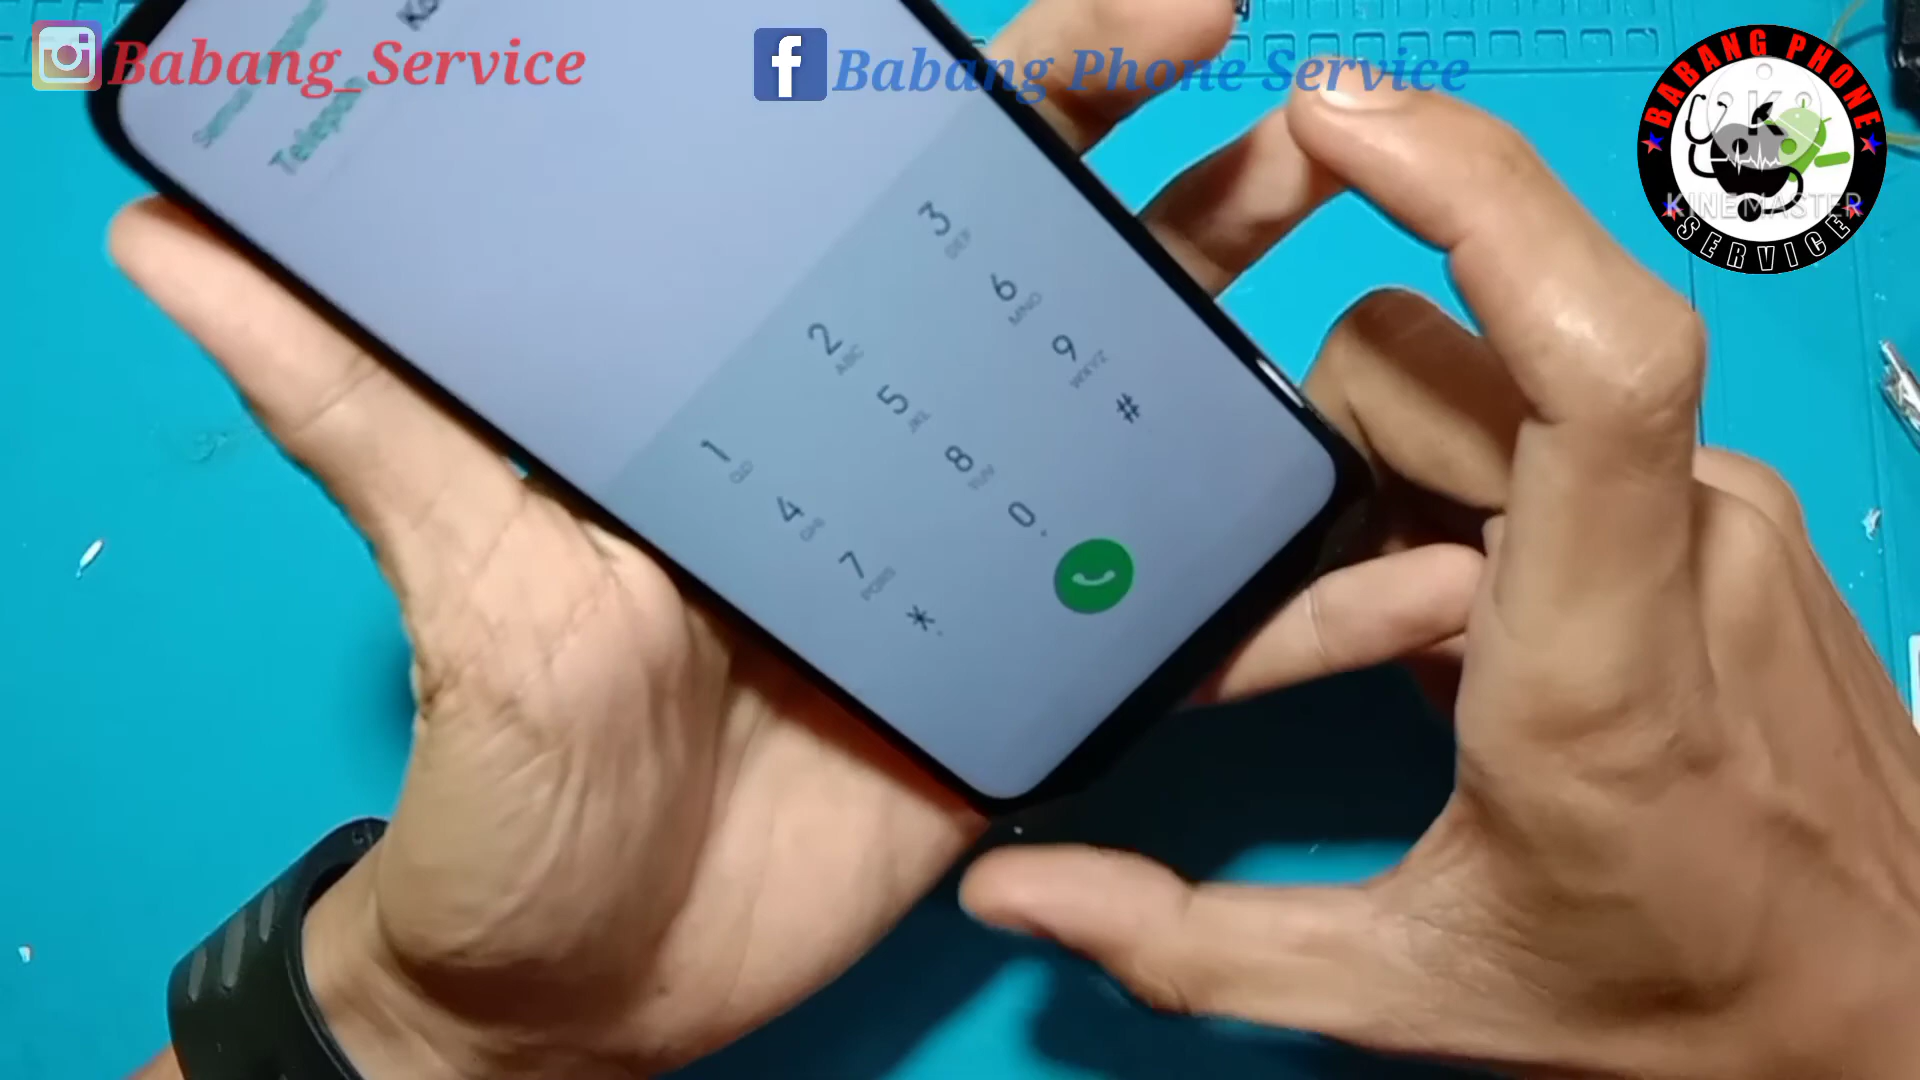 Babang_Service
Babang Phone Service
BABANG PHONE
K
KINEMASTER
SERVICE
Telepon
1
2 ABC
3 DEF
4 GHI
5 JKL
6 MNO
7 PQRS
8 TUV
9 WXYZ
*
0
#